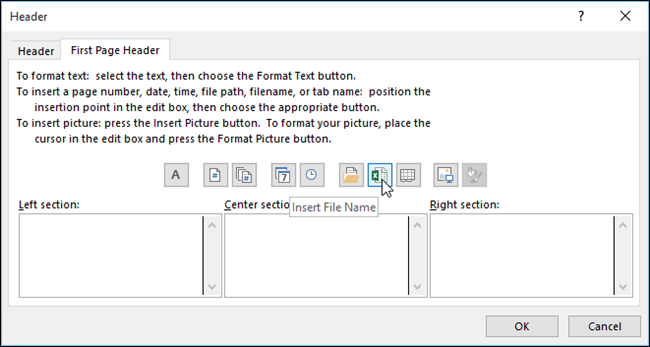 Header
Header First Page Header
To format text: select the text, then choose the Format Text button.
To insert a page number, date, time, file path, filename, or tab name: position the
insertion point in the edit box, then choose the appropriate button.
To insert picture: press the Insert Picture button. To format your picture, place the
cursor in the edit box and press the Format Picture button.
A # # 7
Left section: Center sectio Right section:
Insert File Name
OK Cancel